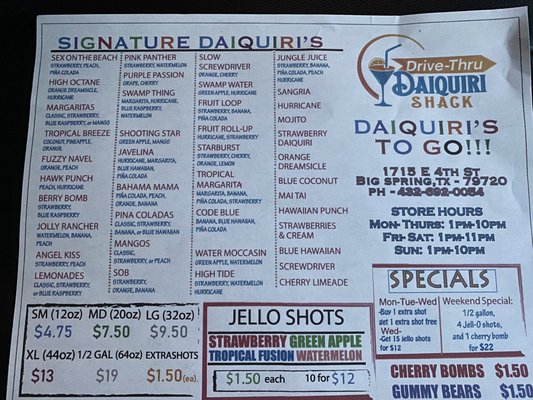 SIGNATURE DAIQUIRI'S
SEX ON THE BEACH
STRAWBERRY, PEACH,
PIÑA COLADA
HIGH OCTANE
ORANGE DREAMSICLE,
HURRICANE
MARGARITAS
CLASSIC, STRAWBERRY,
BLUE RASPBERRY, or MANGO
TROPICAL BREEZE
COCONUT, PINEAPPLE,
ORANGE
FUZZY NAVEL
ORANGE, PEACH
HAWK PUNCH
PEACH, HURRICANE
BERRY BOMB
STRAWBERRY,
BLUE RASPBERRY
JOLLY RANCHER
WATERMELON, BANANA,
PEACH
ANGEL KISS
STRAWBERRY, PEACH
LEMONADES
CLASSIC, STRAWBERRY,
or BLUE RASPBERRY
PINK PANTHER
STRAWBERRY, WATERMELON
PURPLE PASSION
GRAPE, CHERRY
SWAMP THING
MARGARITA, HURRICANE,
BLUE RASPBERRY,
WATERMELON
SHOOTING STAR
GREEN APPLE, MANGO
JAVELINA
HURRICANE, MARGARITA,
BLUE HAWAIIAN,
PIÑA COLADA
BAHAMA MAMA
PIÑA COLADA, PEACH,
ORANGE, BANANA
PINA COLADAS
CLASSIC, STRAWBERRY,
BANANA, or BLUE HAWAIIAN
MANGOS
CLASSIC,
STRAWBERRY, or PEACH
SOB
STRAWBERRY,
ORANGE, BANANA
SLOW
SCREWDRIVER
ORANGE, CHERRY
SWAMP WATER
GREEN APPLE, HURRICANE
FRUIT LOOP
STRAWBERRY, BANANA,
PIÑA COLADA
FRUIT ROLL-UP
HURRICANE, STRAWBERRY
STARBURST
STRAWBERRY, CHERRY,
ORANGE, LEMON
TROPICAL
MARGARITA
MARGARITA, BANANA,
PIÑA COLADA, STRAWBERRY
CODE BLUE
BANANA, BLUE HAWAIIAN,
PIÑA COLADA
WATER MOCCASIN
GREEN APPLE, WATERMELON
HIGH TIDE
STRAWBERRY, WATERMELON
HURRICANE
JUNGLE JUICE
STRAWBERRY, BANANA,
PIÑA COLADA, PEACH
HURRICANE
SANGRIA
HURRICANE
MOJITO
STRAWBERRY
DAIQUIRI
ORANGE
DREAMSICLE
BLUE COCONUT
MAI TAI
HAWAIIAN PUNCH
STRAWBERRIES
& CREAM
BLUE HAWAIIAN
SCREWDRIVER
CHERRY LIMEADE
Drive-Thru
DAIQUIRI
SHACK
DAIQUIRI'S
TO GO!!!
1715 E 4TH ST
BIG SPRING, TX - 79720
PH - 432-692-0054
STORE HOURS
MON-THURS: 1PM-10PM
FRI-SAT: 1PM-11PM
SUN: 1PM-10PM
SPECIALS
Mon-Tue-Wed
-Buy 1 extra shot
get 1 extra shot free
Wed-
-Get 15 jello shots
for $12
Weekend Special:
1/2 gallon,
4 Jell-O shots,
and 1 cherry bomb
for $22
SM (12oz) MD (20oz) LG (32oz)
$4.75 $7.50 $9.50
XL (44oz) 1/2 GAL (64oz) EXTRA SHOTS
$13 $19 $1.50(ea)
JELLO SHOTS
STRAWBERRY GREEN APPLE
TROPICAL FUSION WATERMELON
$1.50 each 10 for $12
CHERRY BOMBS $1.50
GUMMY BEARS $1.50